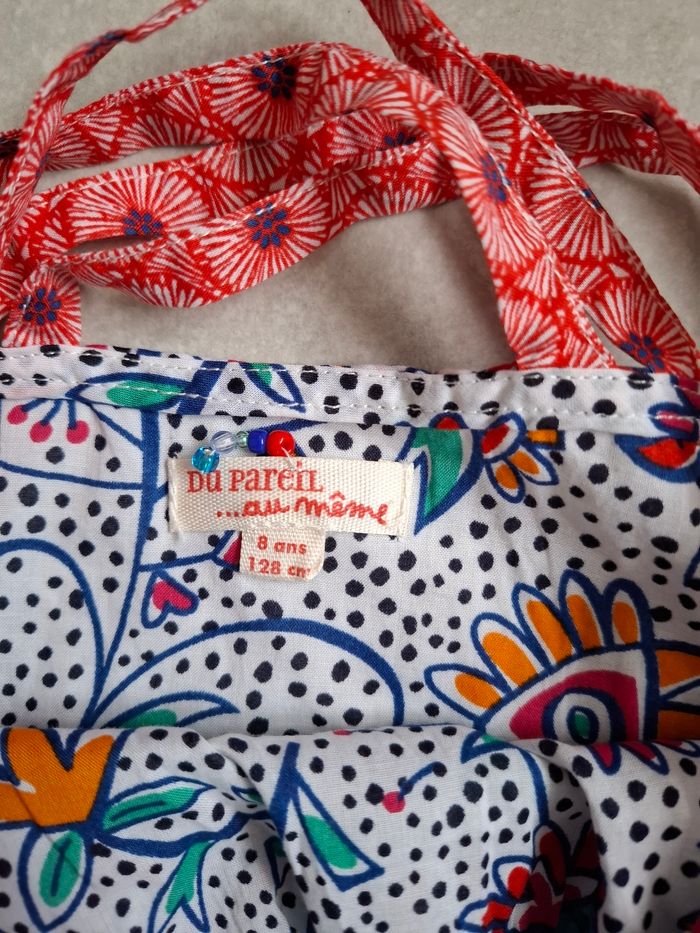 DU PAREIL
...au même
8 ans
128 cm